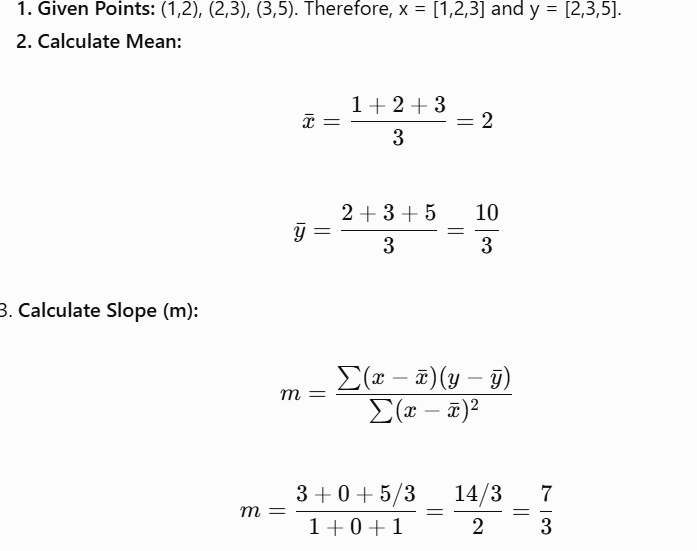 1. Given Points: (1,2), (2,3), (3,5). Therefore, x = [1,2,3] and y = [2,3,5].
2. Calculate Mean:
x̄ = (1 + 2 + 3)/3 = 2
ȳ = (2 + 3 + 5)/3 = 10/3
3. Calculate Slope (m):
m = ∑(x − x̄)(y − ȳ)/∑(x − x̄)²
m = (3 + 0 + 5/3)/(1 + 0 + 1) = (14/3)/2 = 7/3